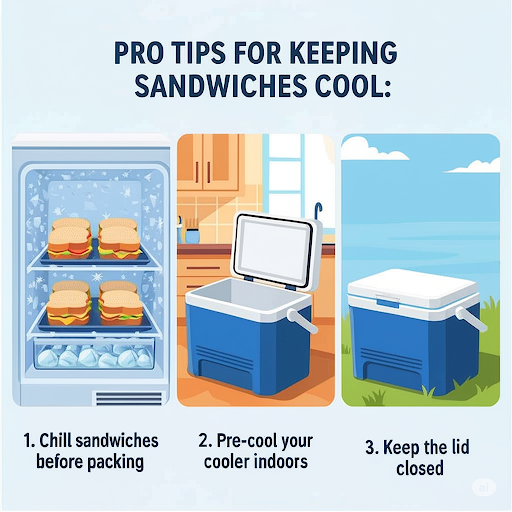 PRO TIPS FOR KEEPING
SANDWICHES COOL:
1. Chill sandwiches
before packing
2. Pre-cool your
cooler indoors
3. Keep the lid
closed